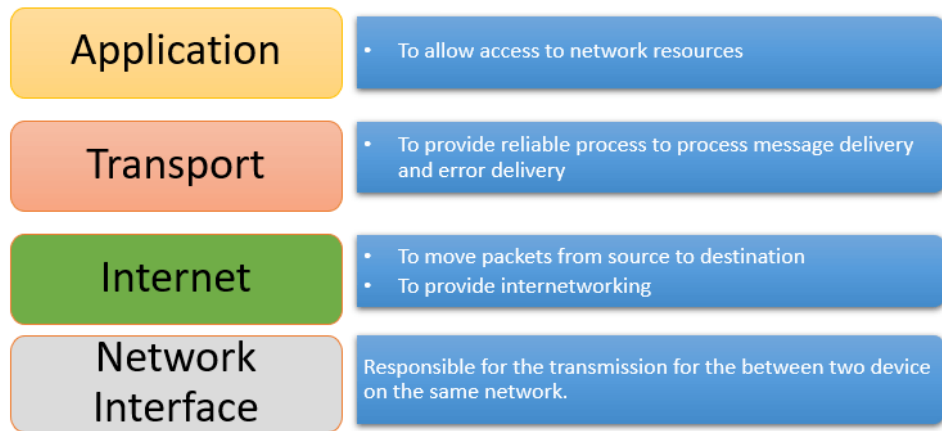 Application
• To allow access to network resources
Transport
• To provide reliable process to process message delivery
and error delivery
Internet
• To move packets from source to destination
• To provide internetworking
Network
Interface
Responsible for the transmission for the between two device
on the same network.